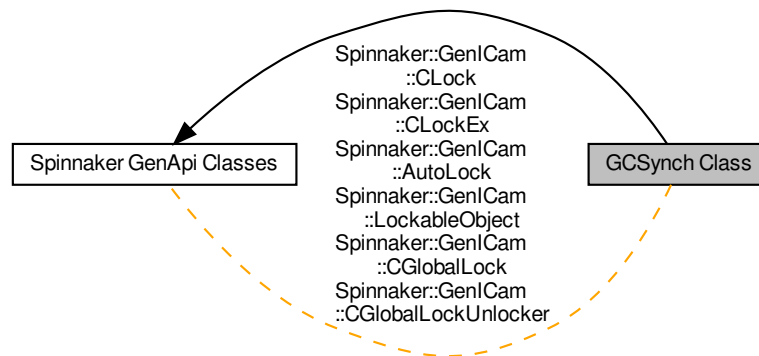 Spinnaker::GenICam
::CLock
Spinnaker::GenICam
::CLockEx
Spinnaker::GenICam
::AutoLock
Spinnaker::GenICam
::LockableObject
Spinnaker::GenICam
::CGlobalLock
Spinnaker::GenICam
::CGlobalLockUnlocker
Spinnaker GenApi Classes
GCSynch Class